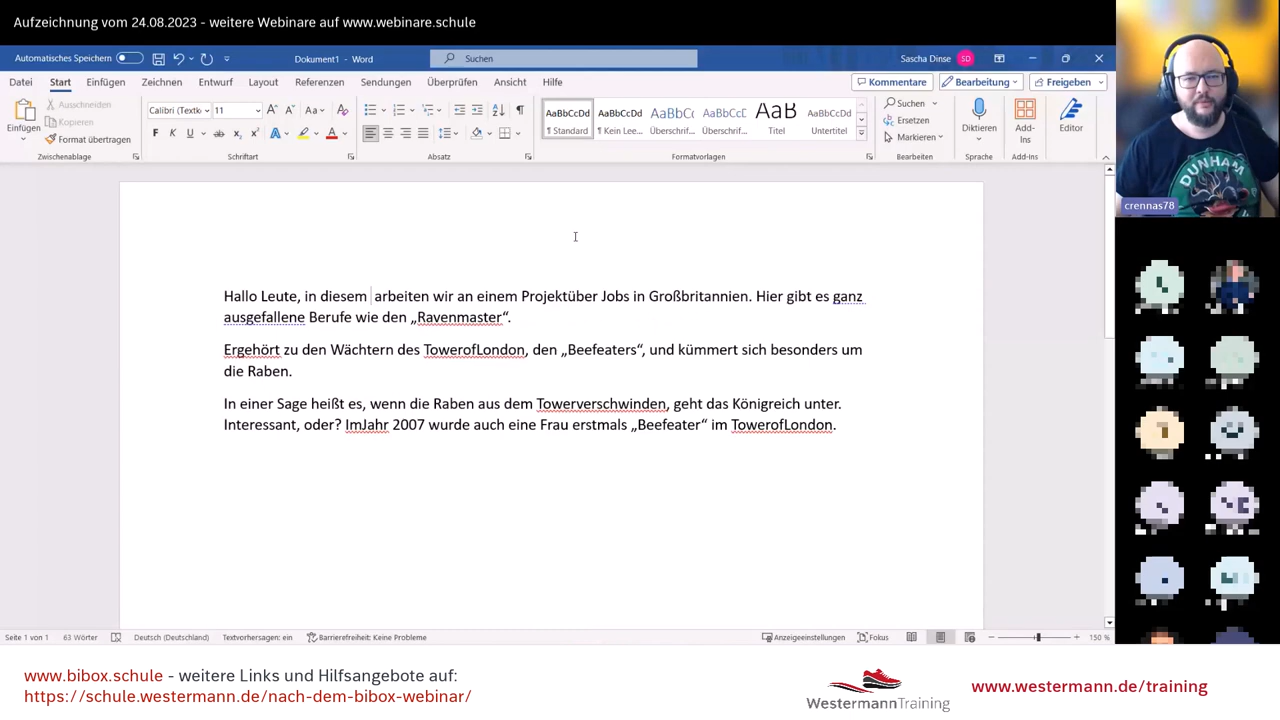 Aufzeichnung vom 24.08.2023 - weitere Webinare auf www.webinare.schule
Automatisches Speichern
Dokument1 - Word
Suchen
Sascha Dinse
SD
Datei Start Einfügen Zeichnen Entwurf Layout Referenzen Sendungen Überprüfen Ansicht Hilfe
Kommentare
Bearbeitung
Freigeben
Einfügen
Ausschneiden
Kopieren
Format übertragen
Zwischenablage
Calibri (Textk
11
Schriftart
Absatz
AaBbCcDd
¶ Standard
AaBbCcDd
¶ Kein Lee...
AaBbCc
Überschrif...
AaBbCcD
Überschrif...
AaB
Titel
AaBbCcD
Untertitel
Formatvorlagen
Suchen
Ersetzen
Markieren
Bearbeiten
Diktieren
Sprache
Add-Ins
Add-Ins
Editor
DUNHAM
crennas78
Hallo Leute, in diesem arbeiten wir an einem Projektüber Jobs in Großbritannien. Hier gibt es ganz
ausgefallene Berufe wie den „Ravenmaster“.
Ergehört zu den Wächtern des TowerofLondon, den „Beefeaters“, und kümmert sich besonders um
die Raben.
In einer Sage heißt es, wenn die Raben aus dem Towerverschwinden, geht das Königreich unter.
Interessant, oder? ImJahr 2007 wurde auch eine Frau erstmals „Beefeater“ im TowerofLondon.
Seite 1 von 1 63 Wörter Deutsch (Deutschland) Textvorhersagen: ein Barrierefreiheit: Keine Probleme Anzeigeeinstellungen Fokus 150 %
www.bibox.schule - weitere Links und Hilfsangebote auf:
https://schule.westermann.de/nach-dem-bibox-webinar/
WestermannTraining
www.westermann.de/training